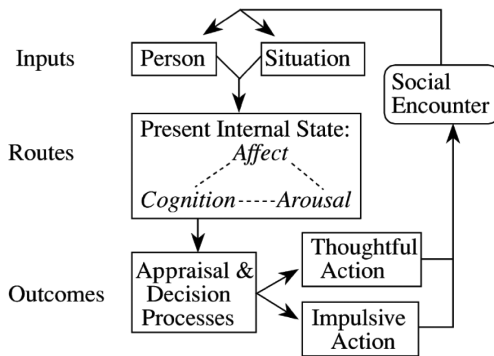 Inputs
Person
Situation
Social
Encounter
Routes
Present Internal State:
Affect
Cognition
Arousal
Outcomes
Appraisal &
Decision
Processes
Thoughtful
Action
Impulsive
Action